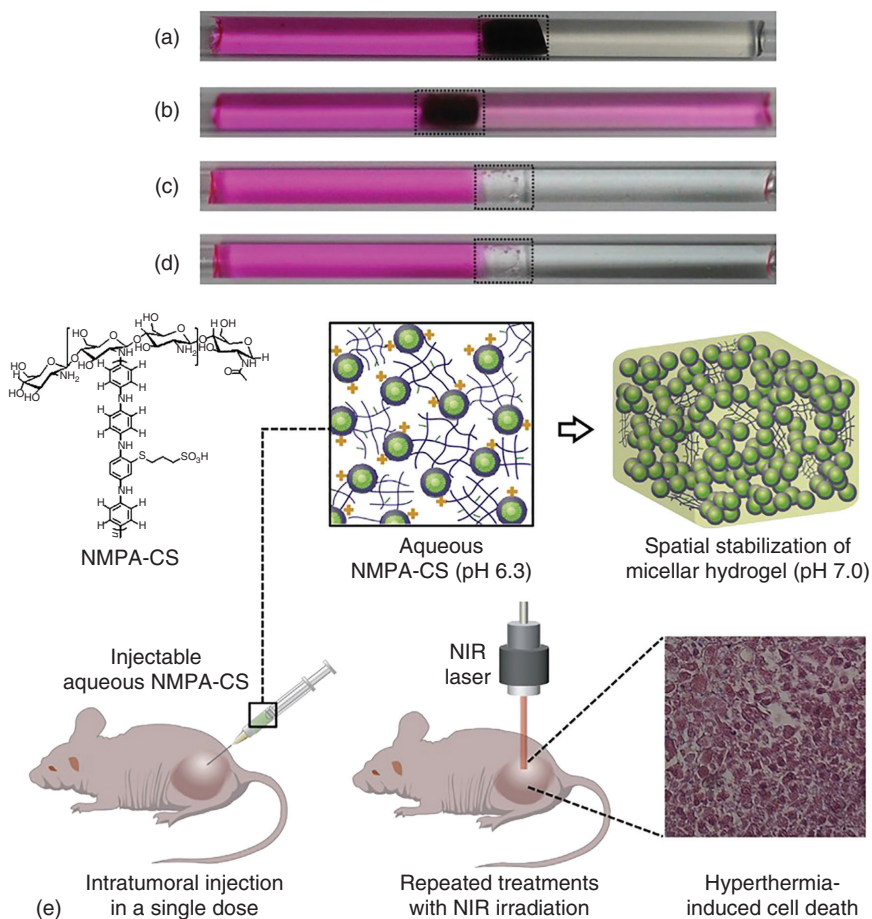 (a)
(b)
(c)
(d)
NMPA-CS
Aqueous
NMPA-CS (pH 6.3)
Spatial stabilization of
micellar hydrogel (pH 7.0)
Injectable
aqueous NMPA-CS
NIR
laser
(e)
Intratumoral injection
in a single dose
Repeated treatments
with NIR irradiation
Hyperthermia-
induced cell death